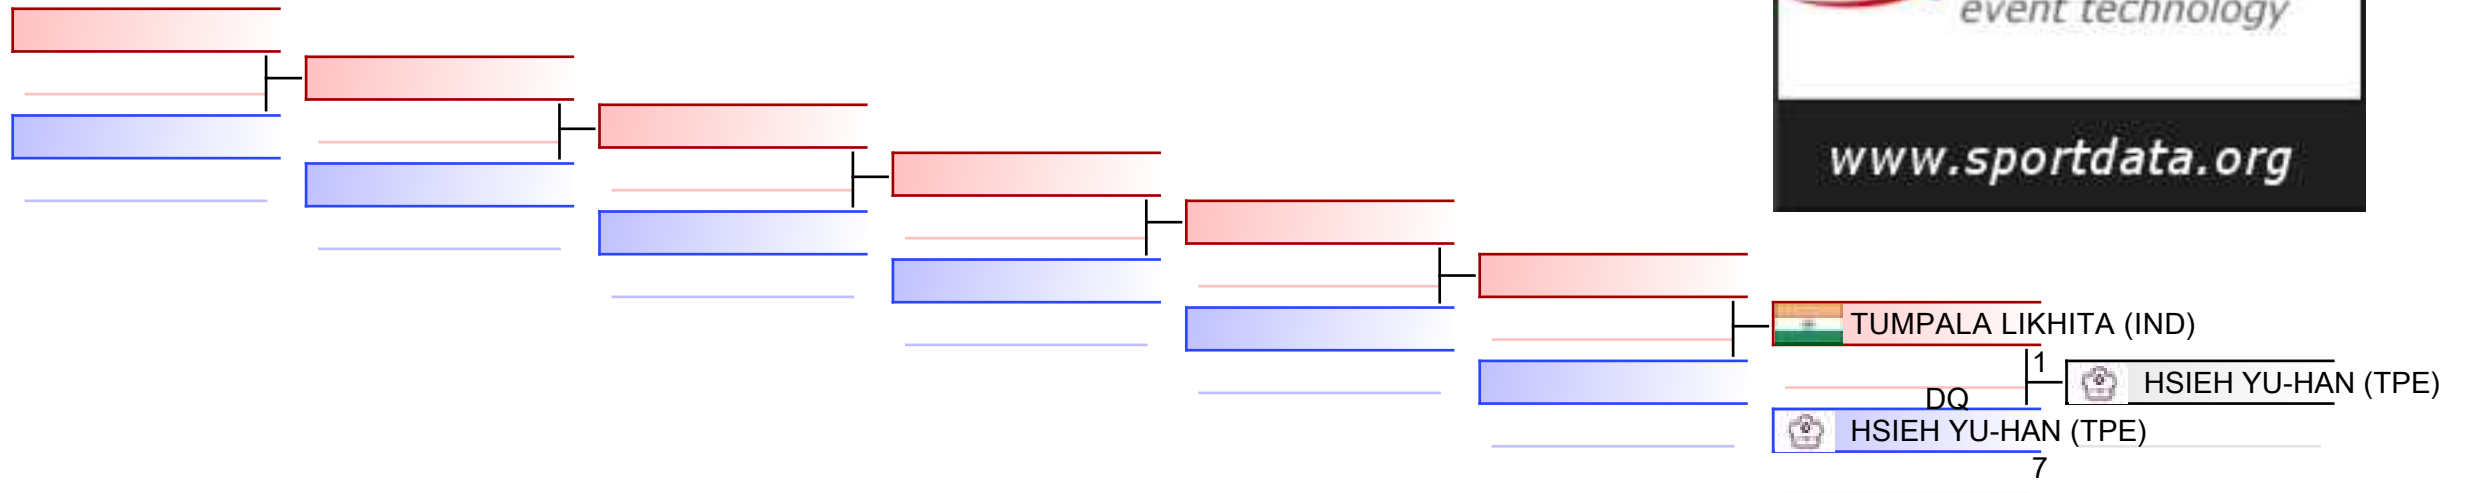 event technology
www.sportdata.org
TUMPALA LIKHITA (IND)
1
HSIEH YU-HAN (TPE)
DQ
HSIEH YU-HAN (TPE)
7